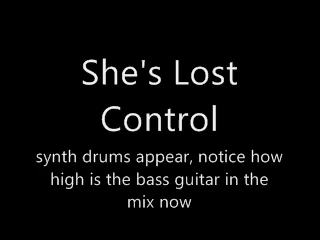 She's Lost
Control
synth drums appear, notice how
high is the bass guitar in the
mix now